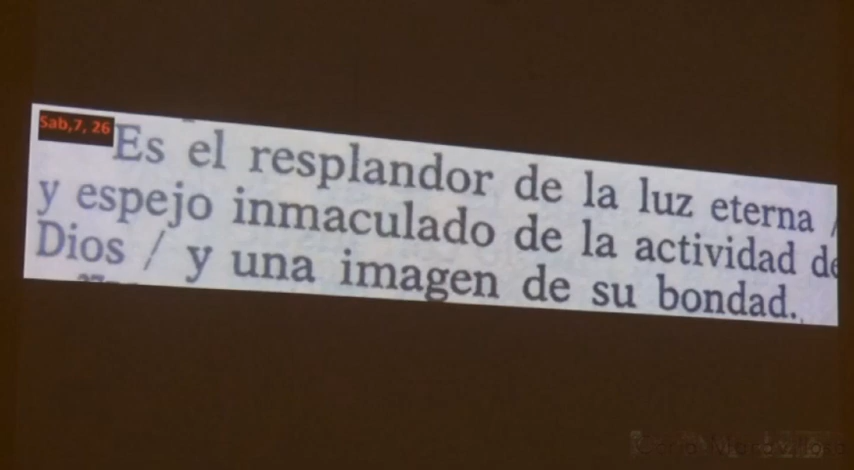 Sab,7, 26
Es el resplandor de la luz eterna /
y espejo inmaculado de la actividad de
Dios / y una imagen de su bondad.